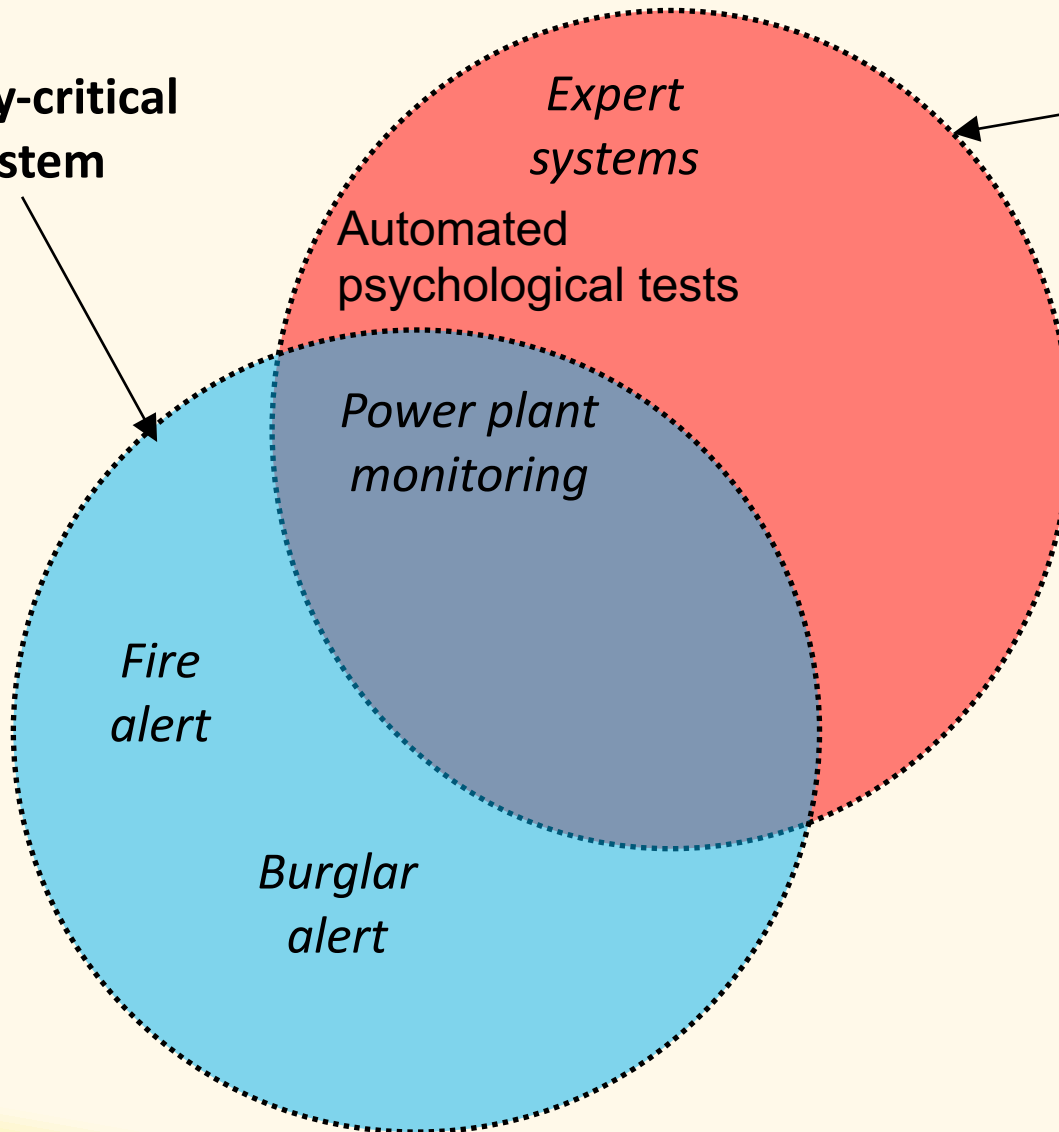 y-critical
stem
Expert
systems
Automated
psychological tests
Power plant
monitoring
Fire
alert
Burglar
alert